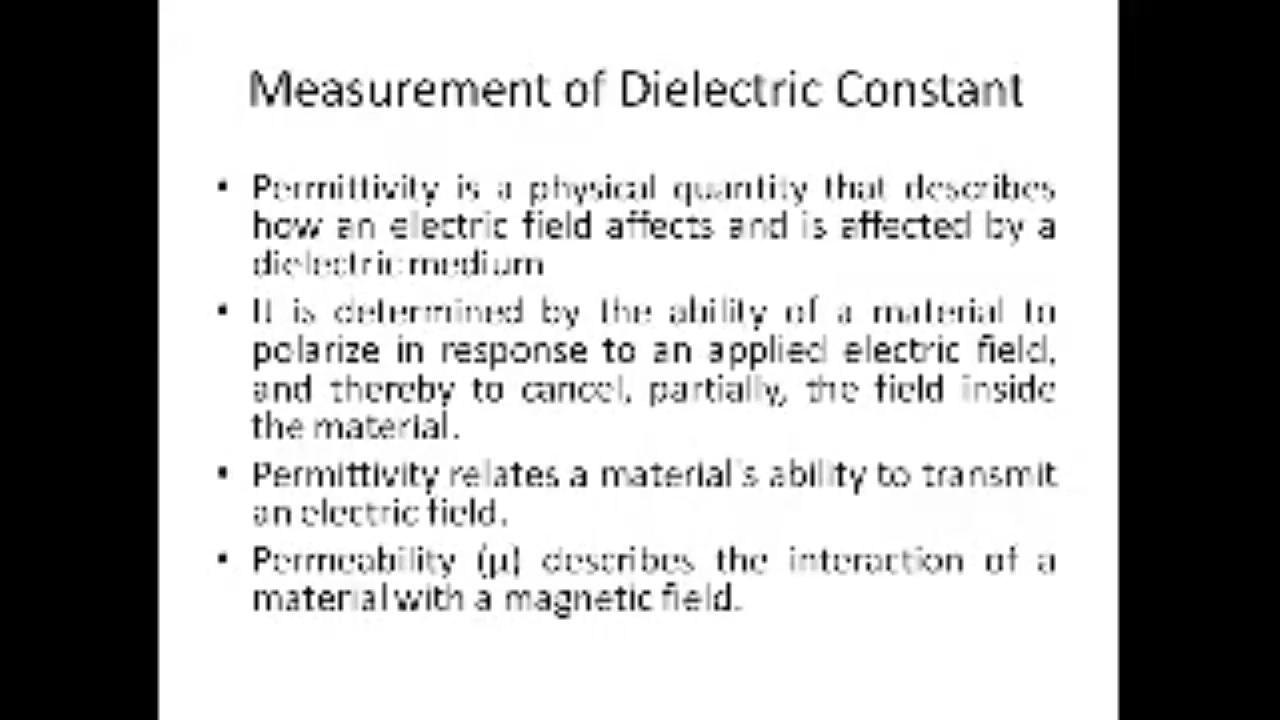 Measurement of Dielectric Constant
• Permittivity is a physical quantity that describes
how an electric field affects and is affected by a
dielectric medium
• It is determined by the ability of a material to
polarize in response to an applied electric field,
and thereby to cancel, partially, the field inside
the material.
• Permittivity relates a material's ability to transmit
an electric field.
• Permeability (μ) describes the interaction of a
material with a magnetic field.